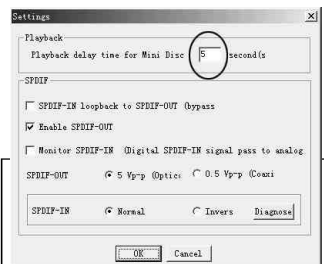 Settings
Playback
Playback delay time for Mini Disc 5 second(s
SPDIF
SPDIF-IN loopback to SPDIF-OUT (bypass
Enable SPDIF-OUT
Monitor SPDIF-IN (Digital SPDIF-IN signal pass to analog
SPDIF-OUT 5 Vp-p (Optic: 0.5 Vp-p (Coaxi
SPDIF-IN Normal Invers Diagnose
OK Cancel